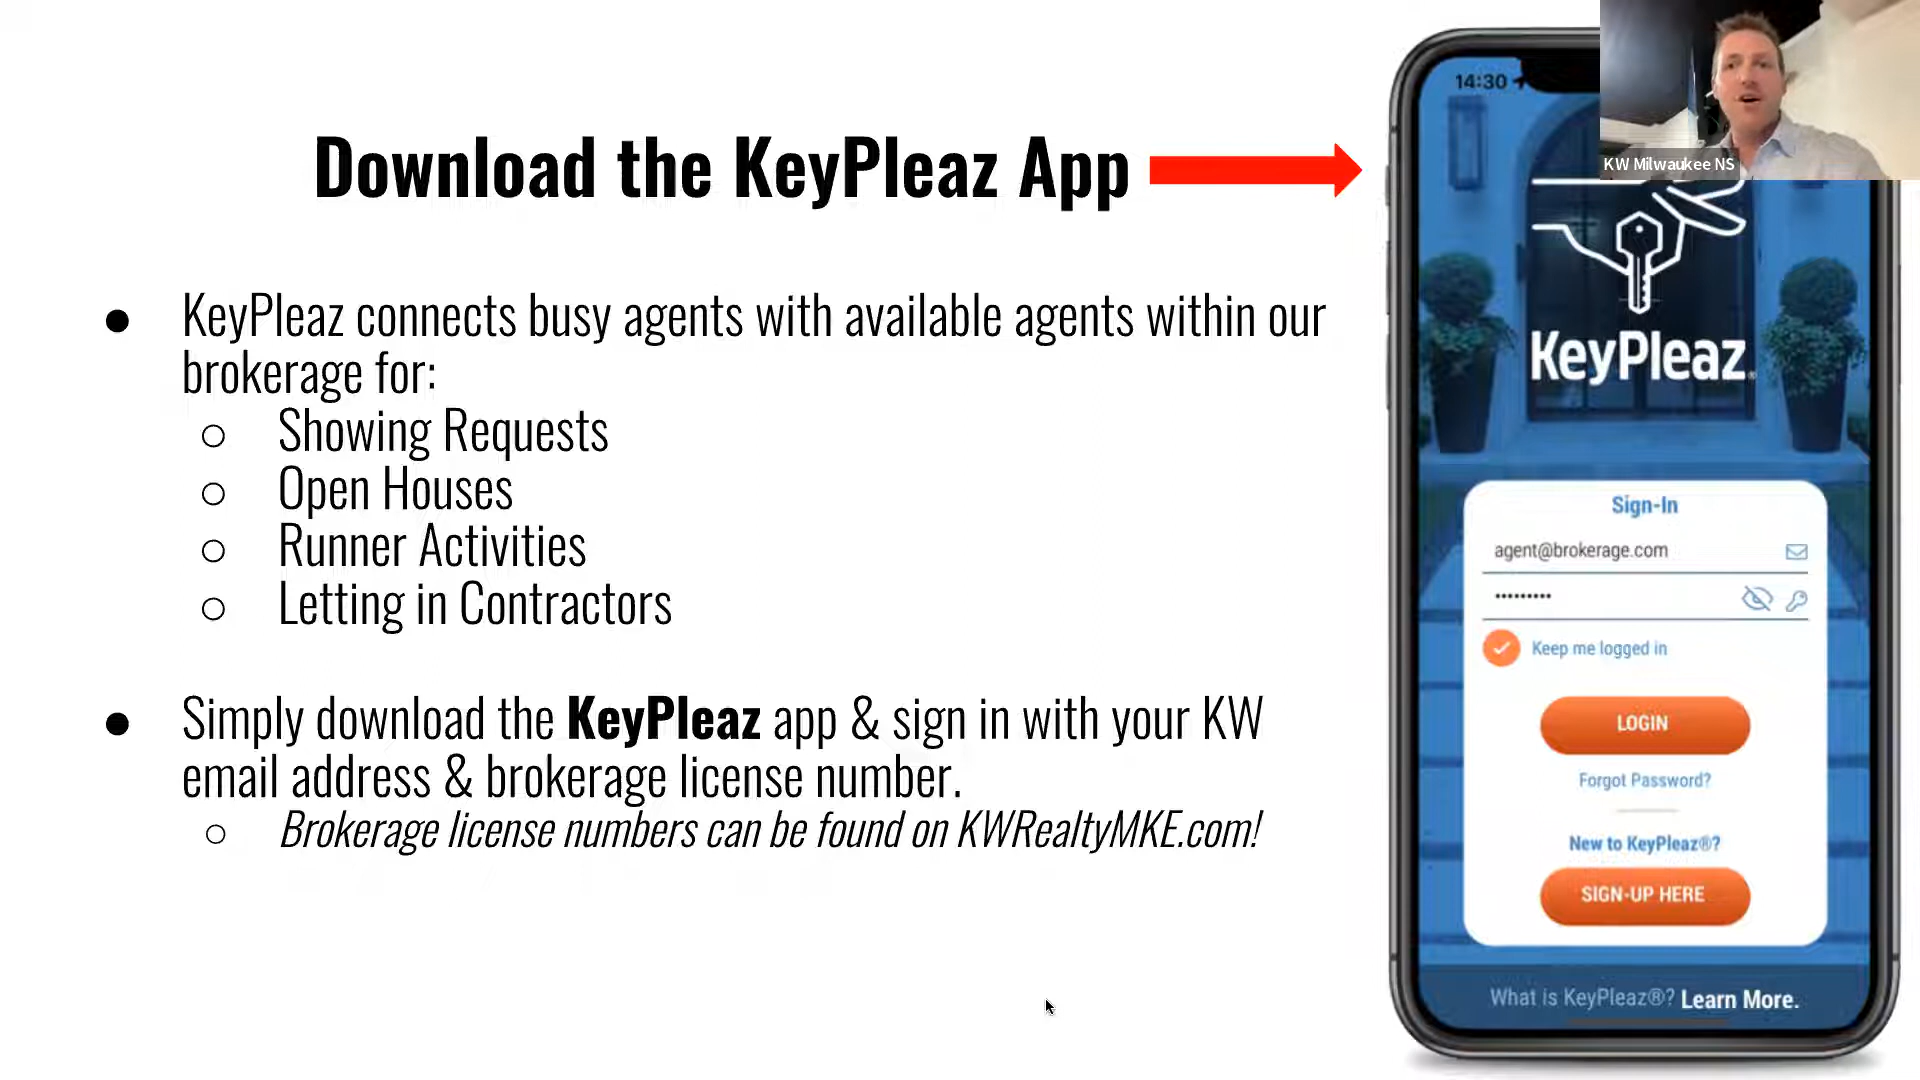 Download the KeyPleaz App
KeyPleaz connects busy agents with available agents within our
brokerage for:
Showing Requests
Open Houses
Runner Activities
Letting in Contractors
Simply download the KeyPleaz app & sign in with your KW
email address & brokerage license number.
Brokerage license numbers can be found on KWRealtyMKE.com!
14:30
KW Milwaukee NS
KeyPleaz®
Sign-In
agent@brokerage.com
•••••••••
Keep me logged in
LOGIN
Forgot Password?
New to KeyPleaz®?
SIGN-UP HERE
What is KeyPleaz®? Learn More.